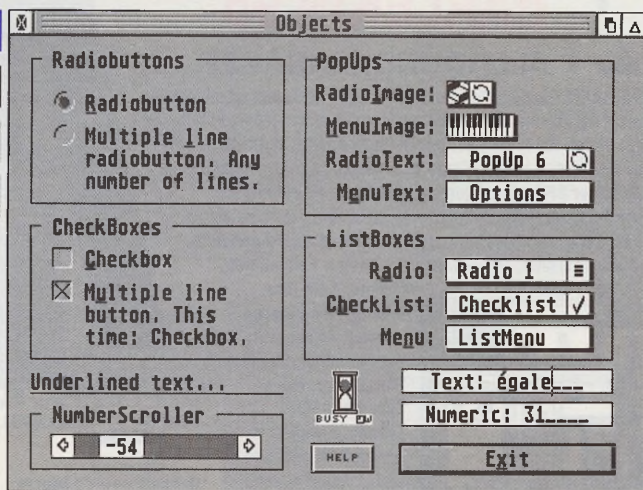 Objects
Radiobuttons
Radiobutton
Multiple line
radiobutton. Any
number of lines.
CheckBoxes
Checkbox
Multiple line
button. This
time: Checkbox.
Underlined text...
NumberScroller
-54
PopUps
RadioImage:
MenuImage:
RadioText: PopUp 6
MenuText: Options
ListBoxes
Radio: Radio 1
CheckList: Checklist
Menu: ListMenu
BUSY
Text: égale___
Numeric: 31____
HELP
Exit